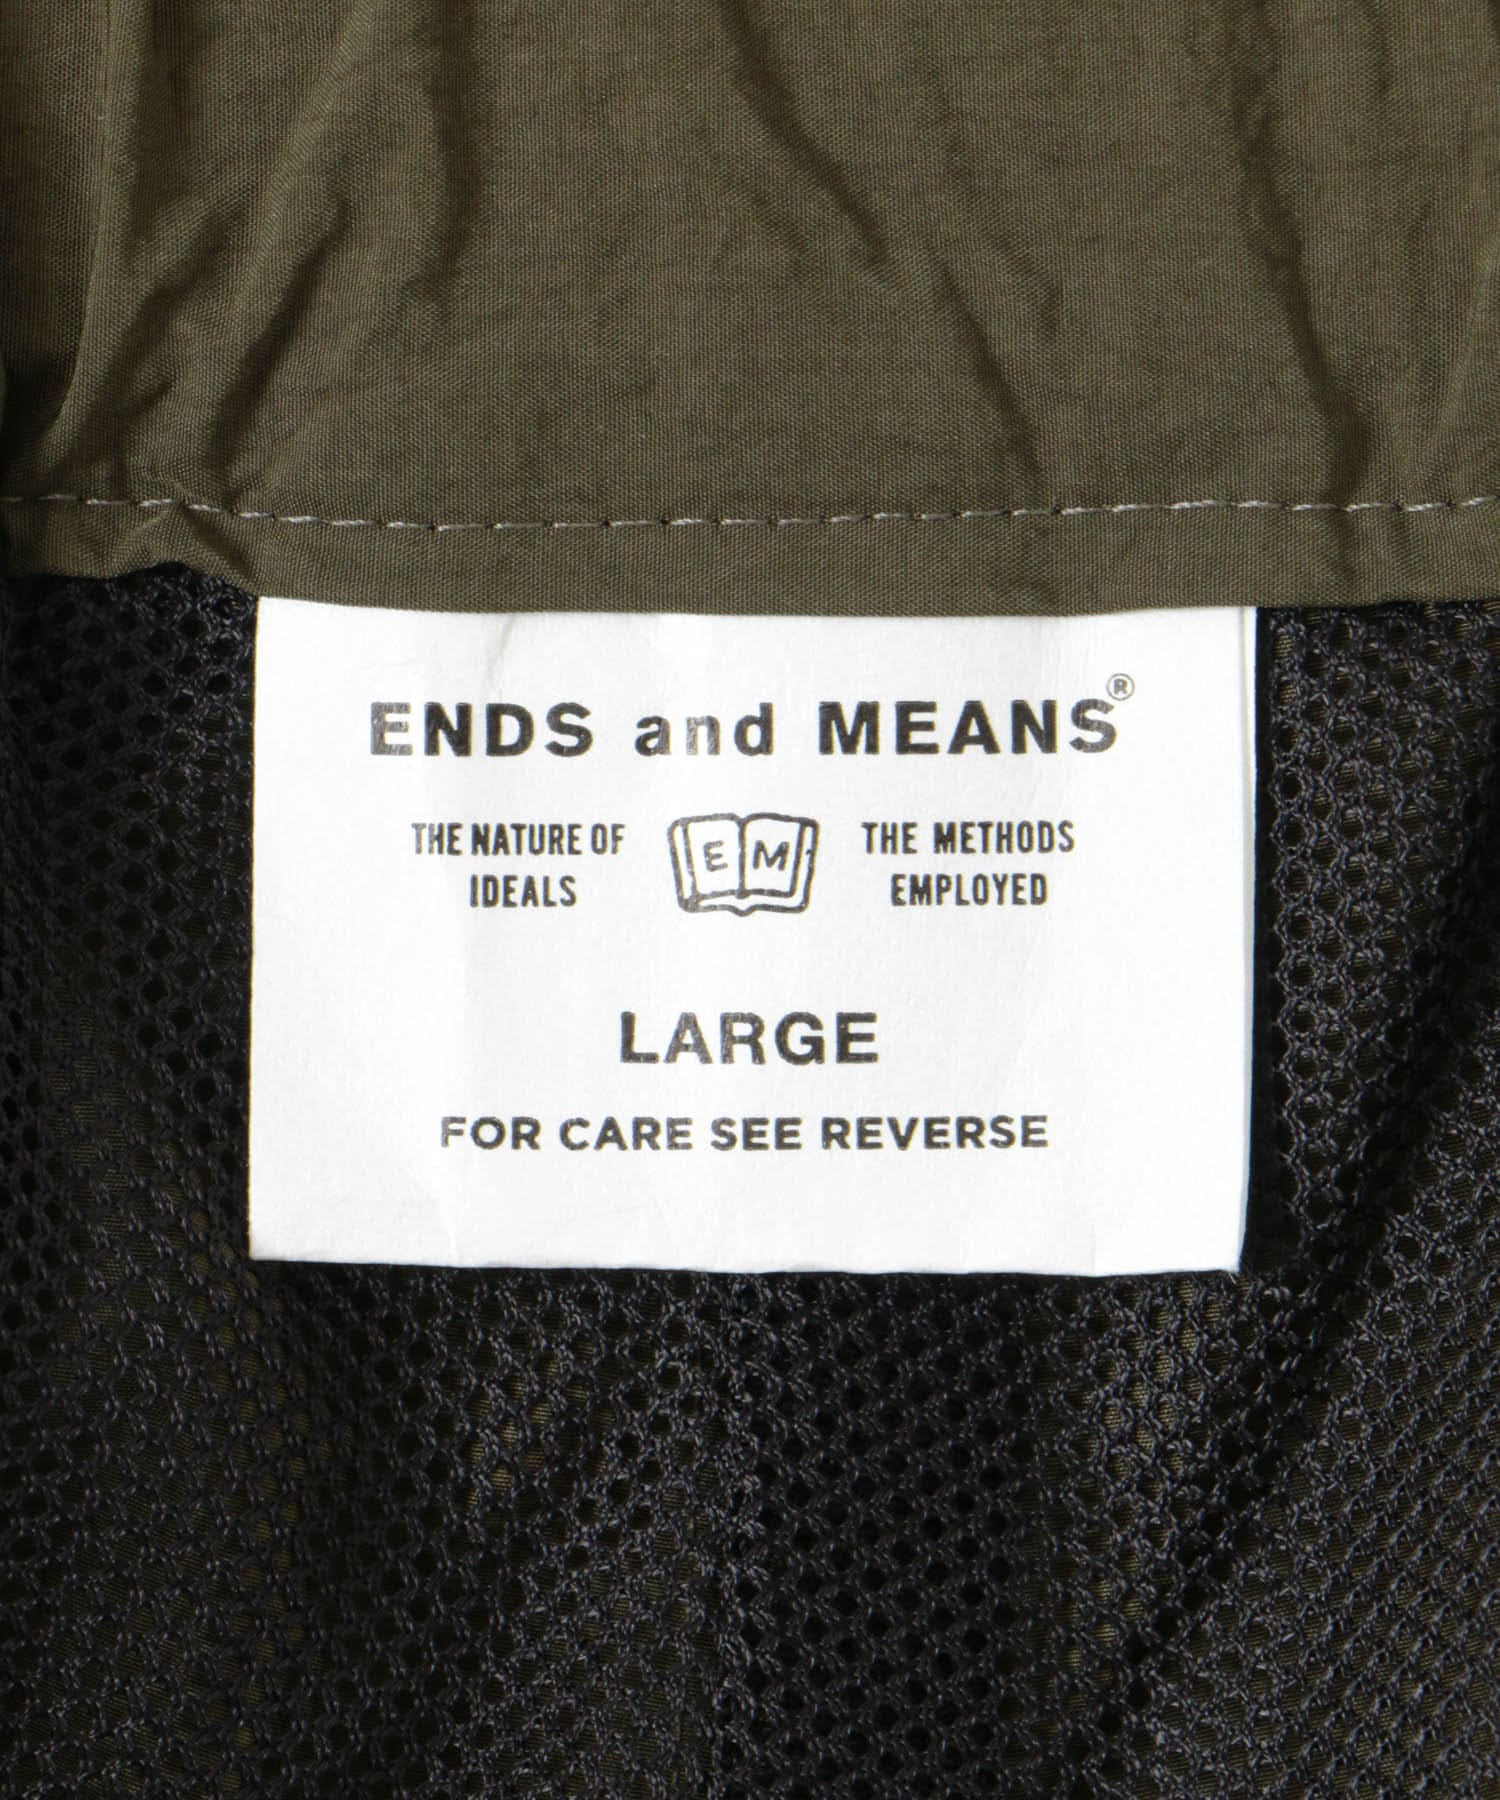 ENDS and MEANS®
THE NATURE OF
IDEALS
E M
THE METHODS
EMPLOYED
LARGE
FOR CARE SEE REVERSE